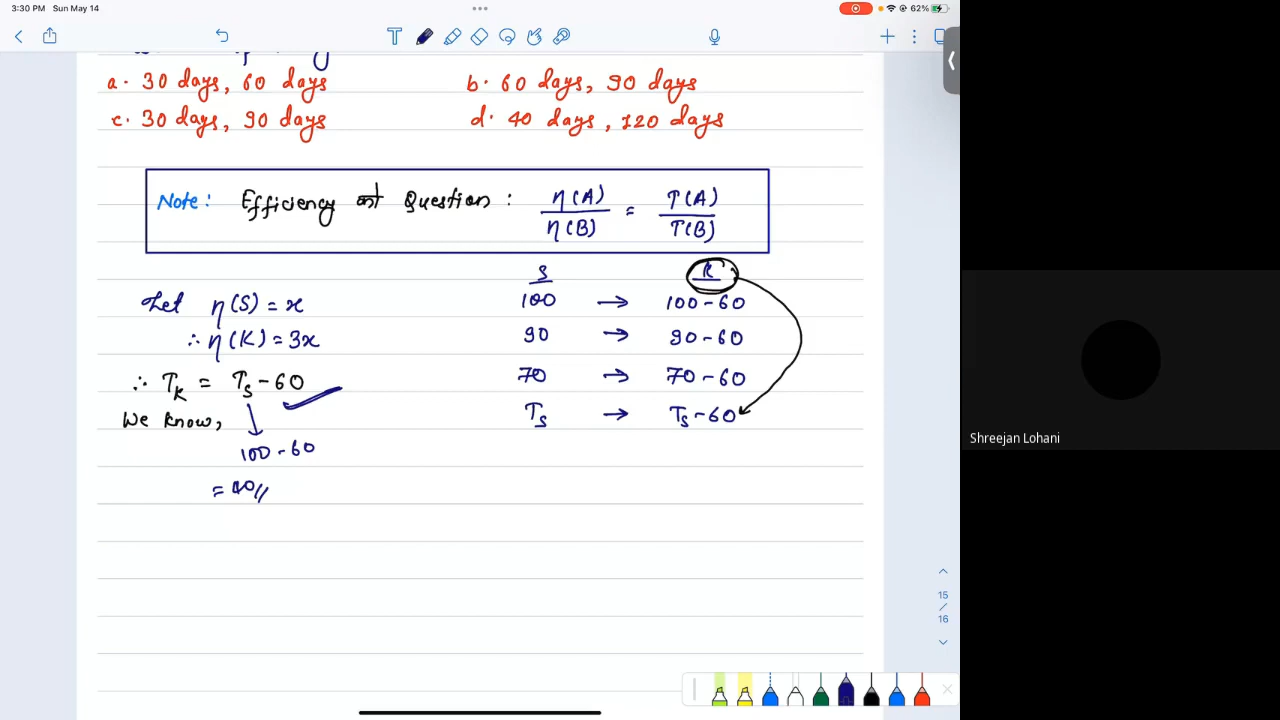 3:30 PM Sun May 14
62%
a. 30 days, 60 days
b. 60 days, 90 days
c. 30 days, 90 days
d. 40 days, 120 days
Note: Efficiency Question :
η(A) / η(B) = T(A) / T(B)
S K
100 → 100-60
90 → 90-60
70 → 70-60
T_S → T_S-60
Let η(S) = x
∴ η(K) = 3x
∴ T_K = T_S-60
We know,
100-60
= 40//
15
/
16
Shreejan Lohani